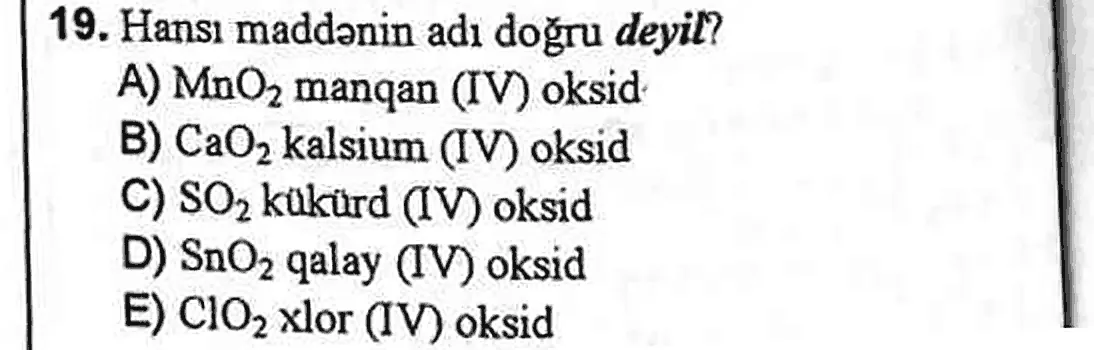 19. Hansı maddənin adı doğru deyil?
A) MnO₂ manqan (IV) oksid
B) CaO₂ kalsium (IV) oksid
C) SO₂ kükürd (IV) oksid
D) SnO₂ qalay (IV) oksid
E) ClO₂ xlor (IV) oksid